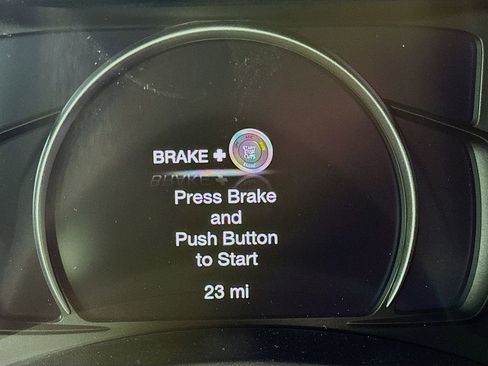 BRAKE +
Press Brake
and
Push Button
to Start
23 mi